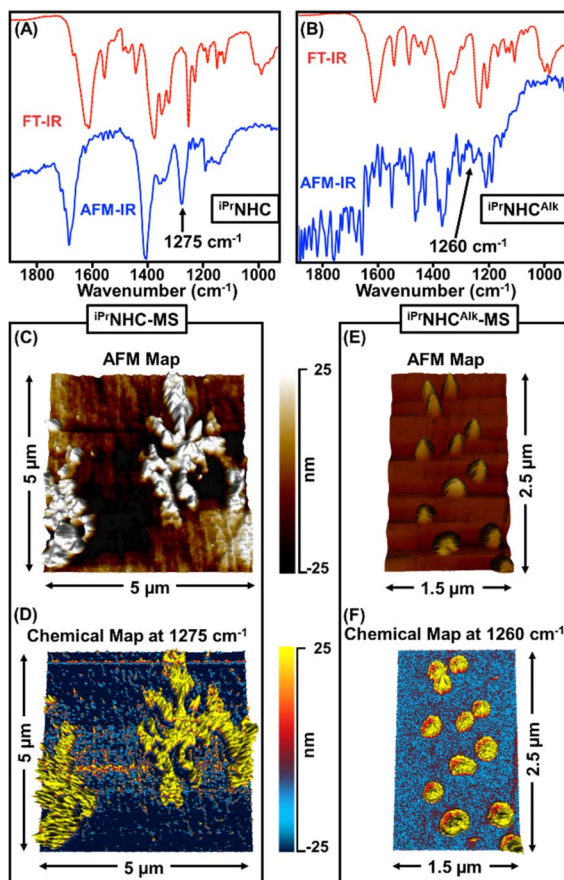 (A)
FT-IR
AFM-IR
iPrNHC
1275 cm-1
1800 1600 1400 1200 1000
Wavenumber (cm-1)
(B)
FT-IR
AFM-IR
iPrNHCAlk
1260 cm-1
1800 1600 1400 1200 1000
Wavenumber (cm-1)
iPrNHC-MS
(C)
AFM Map
5 µm
5 µm
25
nm
-25
(D)
Chemical Map at 1275 cm-1
5 µm
5 µm
25
nm
-25
iPrNHCAlk-MS
(E)
AFM Map
2.5 µm
1.5 µm
(F)
Chemical Map at 1260 cm-1
2.5 µm
1.5 µm